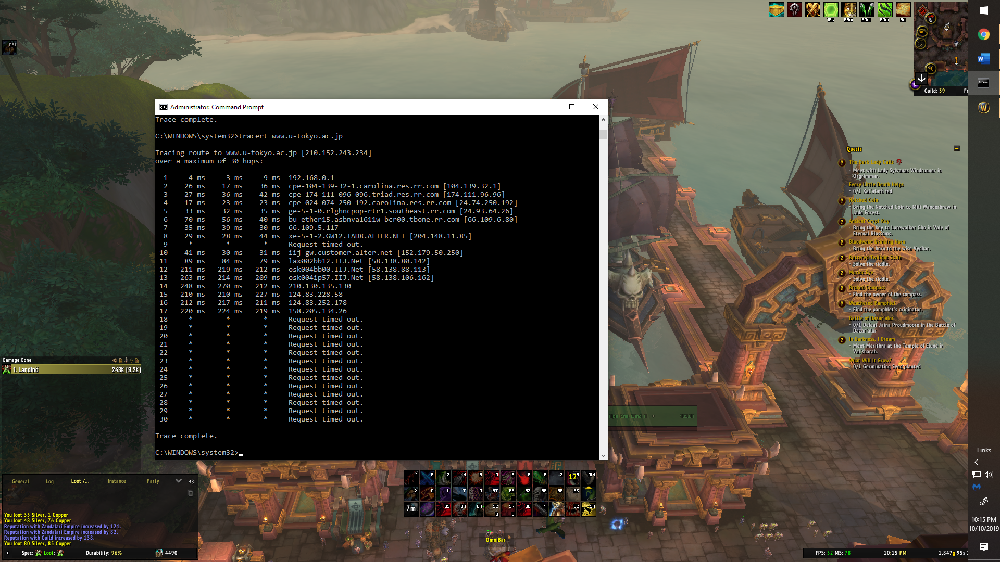 CP1
19s 98m 80m 80m 8d
SC
Guild: 39
Administrator: Command Prompt
Trace complete.
C:\WINDOWS\system32>tracert www.u-tokyo.ac.jp
Tracing route to www.u-tokyo.ac.jp [210.152.243.234]
over a maximum of 30 hops:
1 4 ms 3 ms 9 ms 192.168.0.1
2 26 ms 17 ms 36 ms cpe-104-139-32-1.carolina.res.rr.com [104.139.32.1]
3 27 ms 36 ms 42 ms cpe-174-111-096-096.triad.res.rr.com [174.111.96.96]
4 17 ms 23 ms 23 ms cpe-024-074-250-192.carolina.res.rr.com [24.74.250.192]
5 33 ms 32 ms 35 ms ge-5-1-0.rlghncpop-rtr1.southeast.rr.com [24.93.64.26]
6 70 ms 56 ms 40 ms bu-ether15.asbnva1611w-bcr00.tbone.rr.com [66.109.6.80]
7 35 ms 39 ms 30 ms 66.109.5.117
8 29 ms 28 ms 44 ms xe-5-1-2.GW12.IAD8.ALTER.NET [204.148.11.85]
9 * * * Request timed out.
10 41 ms 30 ms 31 ms iij-gw.customer.alter.net [152.179.50.250]
11 89 ms 84 ms 79 ms lax002bb12.IIJ.Net [58.138.80.142]
12 211 ms 219 ms 212 ms osk004bb00.IIJ.Net [58.138.88.113]
13 263 ms 214 ms 209 ms osk004ip57.IIJ.Net [58.138.106.162]
14 248 ms 270 ms 212 ms 210.130.135.130
15 210 ms 210 ms 227 ms 124.83.228.58
16 212 ms 217 ms 211 ms 124.83.252.178
17 220 ms 224 ms 219 ms 158.205.134.26
18 * * * Request timed out.
19 * * * Request timed out.
20 * * * Request timed out.
21 * * * Request timed out.
22 * * * Request timed out.
23 * * * Request timed out.
24 * * * Request timed out.
25 * * * Request timed out.
26 * * * Request timed out.
27 * * * Request timed out.
28 * * * Request timed out.
29 * * * Request timed out.
30 * * * Request timed out.
Trace complete.
C:\WINDOWS\system32>
Quests
The Dark Lady Calls
- Meet with Lady Sylvanas Windrunner in
Orgrimmar.
Every Little Death Helps
- 0/1 Xal'atath fed
Notched Coin
- Bring the Notched Coin to Mili Wanderbrew in
Jade Forest.
Ancient Crypt Key
- Bring the key to Lorewalker Cho in Vale of
Eternal Blossoms.
Bloodwake Drinking Horn
- Bring the horn to the wise Vydhar.
Battered Twilight Scale
- Solve the riddle.
Murloc Eye
- Solve the riddle.
Broken Compass
- Find the owner of the compass.
Weathered Pamphlet
- Find the pamphlet's originator.
Battle of Dazar'alor
- 0/1 Defeat Jaina Proudmoore in the Battle of
Dazar'alor
In Darkness, I Dream
- Meet Merithra at the Temple of Elune in
Val'sharah.
What Will It Grow?
- 0/1 Germinating Seed planted
Damage Done
1. Landinö 243K (9.2K)
General Log Loot /... Instance Party
You loot 35 Silver, 1 Copper
You loot 48 Silver, 76 Copper
Reputation with Zandalari Empire increased by 121.
Reputation with Zandalari Empire increased by 82.
Reputation with Guild increased by 138.
You loot 80 Silver, 85 Copper
< Spec: Loot: Durability: 96% 4490
7m
OmniBar
FPS: 32 MS: 78 10:15 PM 1,847g 95s
Links
10:15 PM
10/10/2019